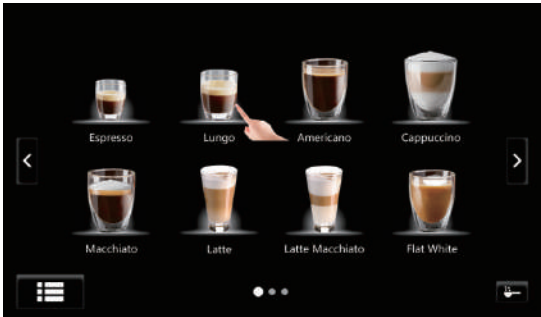 Espresso
Lungo
Americano
Cappuccino
Macchiato
Latte
Latte Macchiato
Flat White